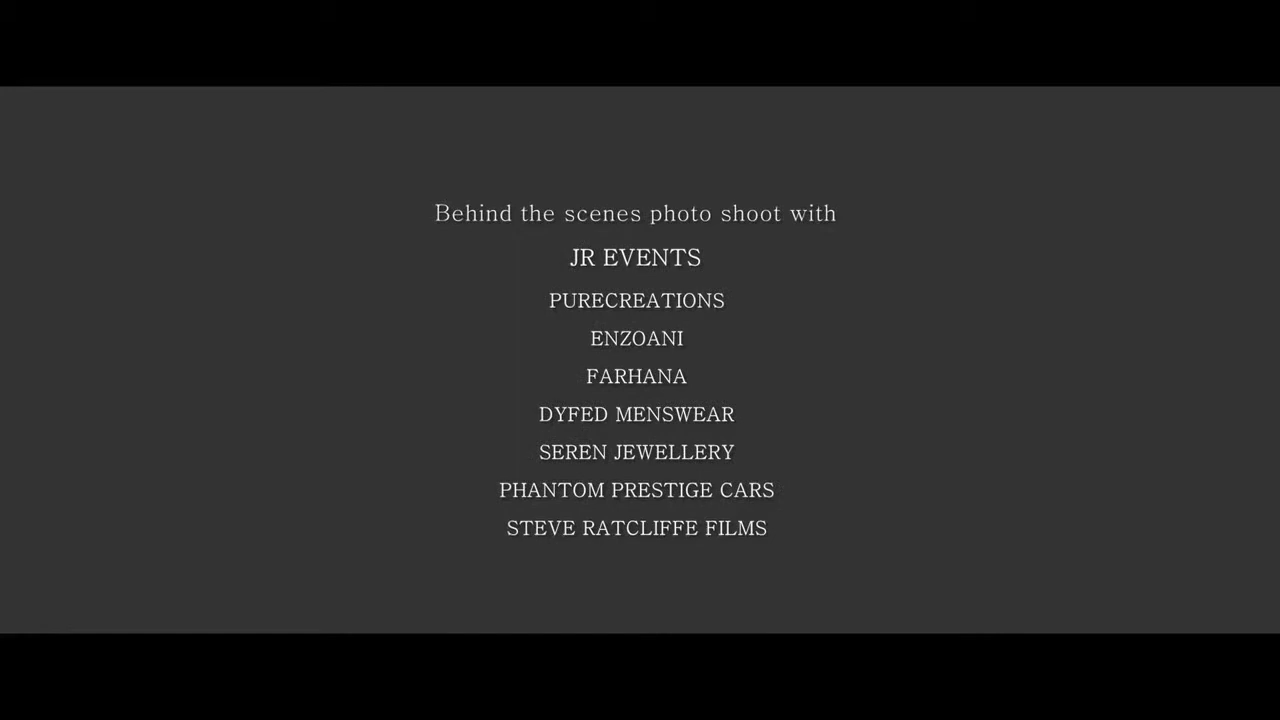 Behind the scenes photo shoot with
JR EVENTS
PURECREATIONS
ENZOANI
FARHANA
DYFED MENSWEAR
SEREN JEWELLERY
PHANTOM PRESTIGE CARS
STEVE RATCLIFFE FILMS